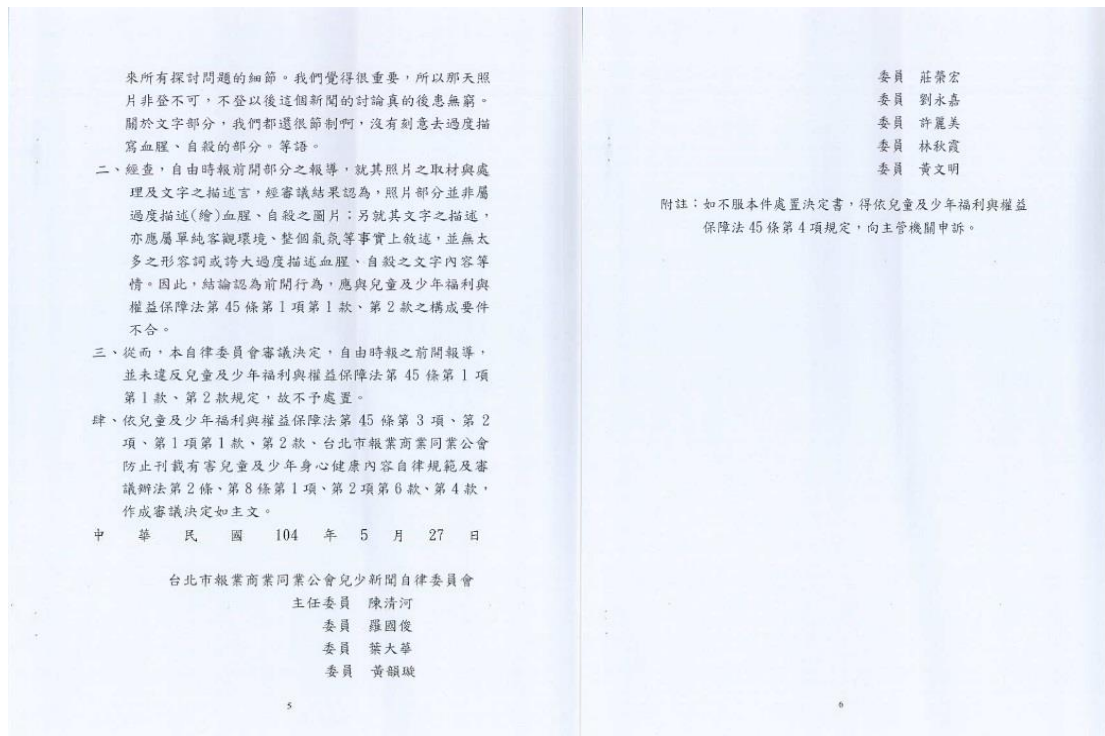 來所有探討問題的細節。我們覺得很重要,所以那天照
片非登不可,不登以後這個新聞的討論真的後患無窮。
關於文字部分,我們都還很節制啊,沒有刻意去過度描
寫血腥、自殺的部分。等語。
二、經查,自由時報前開部分之報導,就其照片之取材與處
理及文字之描述言,經審議結果認為,照片部分並非屬
過度描述(繪)血腥、自殺之圖片;另就其文字之描述,
亦應屬單純客觀環境、整個氣氛等事實上敘述,並無太
多之形容詞或誇大過度描述血腥、自殺之文字內容等
情。因此,結論認為前開行為,應與兒童及少年福利與
權益保障法第 45 條第 1 項第 1 款、第 2 款之構成要件
不合。
三、從而,本自律委員會審議決定,自由時報之前開報導,
並未違反兒童及少年福利與權益保障法第 45 條第 1 項
第 1 款、第 2 款規定,故不予處置。
肆、依兒童及少年福利與權益保障法第 45 條第 3 項、第 2
項、第 1 項第 1 款、第 2 款、台北市報業商業同業公會
防止刊載有害兒童及少年身心健康內容自律規範及審
議辦法第 2 條、第 8 條第 1 項、第 2 項第 6 款、第 4 款,
作成審議決定如主文。
中 華 民 國 104 年 5 月 27 日
台北市報業商業同業公會兒少新聞自律委員會
主任委員 陳清河
委員 羅國俊
委員 葉大華
委員 黃韻璇
5
委員 莊榮宏
委員 劉永嘉
委員 許麗美
委員 林秋霞
委員 黃文明
附註:如不服本件處置決定書,得依兒童及少年福利與權益
保障法 45 條第 4 項規定,向主管機關申訴。
6